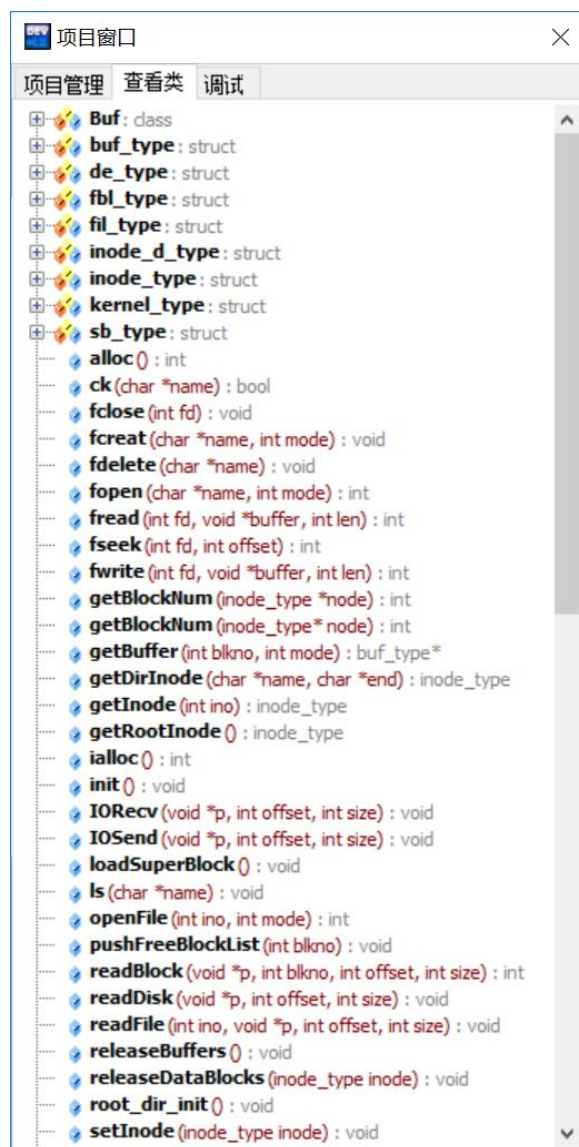 DEV 项目窗口
项目管理 查看类 调试
Buf : class
buf_type : struct
de_type : struct
fbl_type : struct
fil_type : struct
inode_d_type : struct
inode_type : struct
kernel_type : struct
sb_type : struct
alloc () : int
ck (char *name) : bool
fclose (int fd) : void
fcreat (char *name, int mode) : void
fdelete (char *name) : void
fopen (char *name, int mode) : int
fread (int fd, void *buffer, int len) : int
fseek (int fd, int offset) : int
fwrite (int fd, void *buffer, int len) : int
getBlockNum (inode_type *node) : int
getBlockNum (inode_type* node) : int
getBuffer (int blkno, int mode) : buf_type*
getDirInode (char *name, char *end) : inode_type
getInode (int ino) : inode_type
getRootInode () : inode_type
ialloc () : int
init () : void
IORecv (void *p, int offset, int size) : void
IOSend (void *p, int offset, int size) : void
loadSuperBlock () : void
ls (char *name) : void
openFile (int ino, int mode) : int
pushFreeBlockList (int blkno) : void
readBlock (void *p, int blkno, int offset, int size) : int
readDisk (void *p, int offset, int size) : void
readFile (int ino, void *p, int offset, int size) : void
releaseBuffers () : void
releaseDataBlocks (inode_type inode) : void
root_dir_init () : void
setInode (inode_type inode) : void